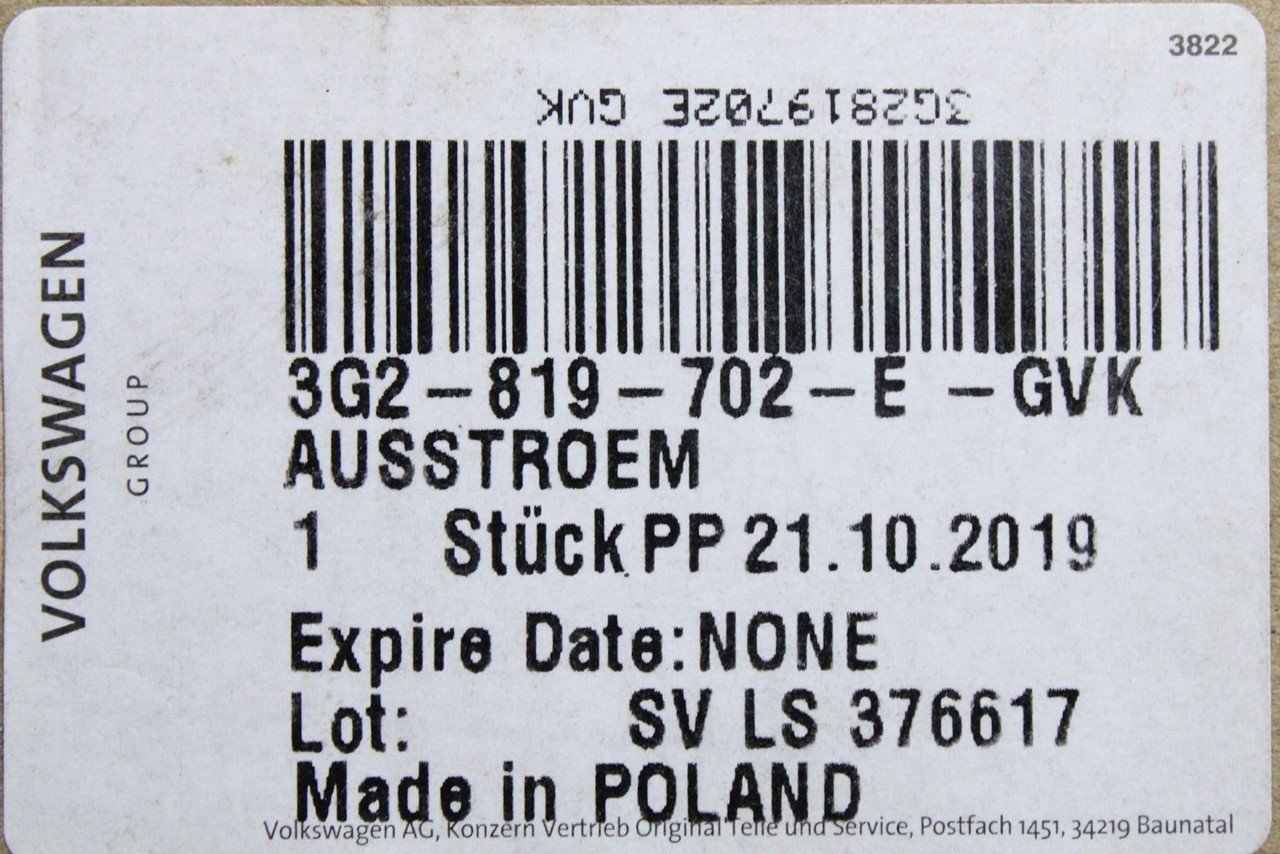 3822
3G2819702E GVK
3G2-819-702-E -GVK
AUSSTROEM
1 Stück PP 21.10.2019
Expire Date:NONE
Lot: SV LS 376617
Made in POLAND
Volkswagen AG, Konzern Vertrieb Original Teile und Service, Postfach 1451, 34219 Baunatal
VOLKSWAGEN
GROUP